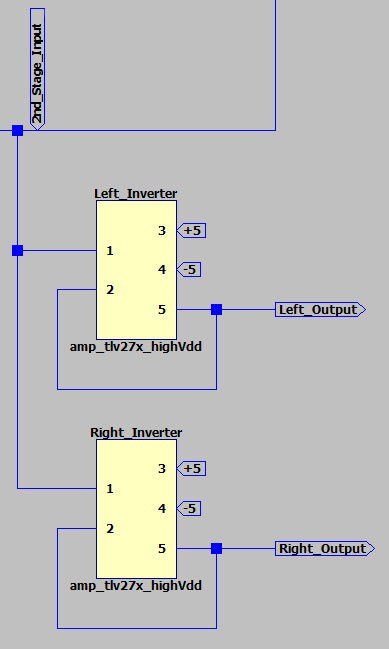 2nd_Stage_Input
Left_Inverter
3 +5
1
4 -5
2
5 Left_Output
amp_tlv27x_highVdd
Right_Inverter
3 +5
1
4 -5
2
5 Right_Output
amp_tlv27x_highVdd